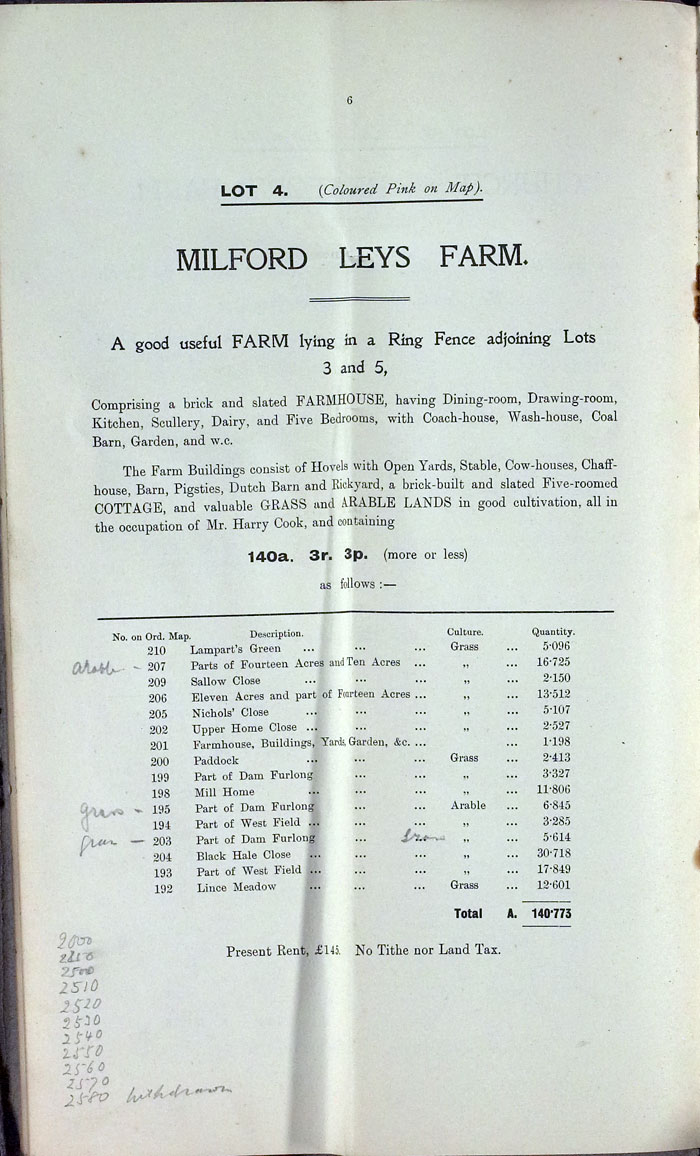 6
LOT 4. (Coloured Pink on Map).
MILFORD LEYS FARM.
A good useful FARM lying in a Ring Fence adjoining Lots
3 and 5,
Comprising a brick and slated FARMHOUSE, having Dining-room, Drawing-room,
Kitchen, Scullery, Dairy, and Five Bedrooms, with Coach-house, Wash-house, Coal
Barn, Garden, and w.c.
The Farm Buildings consist of Hovels with Open Yards, Stable, Cow-houses, Chaff-
house, Barn, Pigsties, Dutch Barn and Rickyard, a brick-built and slated Five-roomed
COTTAGE, and valuable GRASS and ARABLE LANDS in good cultivation, all in
the occupation of Mr. Harry Cook, and containing
140a. 3r. 3p. (more or less)
as follows :—
No. on Ord. Map. Description. Culture. Quantity.
210 Lampart's Green ... ... ... Grass ... 5·096
arable - 207 Parts of Fourteen Acres and Ten Acres ... „ ... 16·725
209 Sallow Close ... ... ... „ ... 2·150
206 Eleven Acres and part of Fourteen Acres ... „ ... 13·512
205 Nichols' Close ... ... ... „ ... 5·107
202 Upper Home Close ... ... ... „ ... 2·527
201 Farmhouse, Buildings, Yards, Garden, &c. ... ... 1·198
200 Paddock ... ... ... Grass ... 2·413
199 Part of Dam Furlong ... ... „ ... 3·327
198 Mill Home ... ... ... „ ... 11·806
grass - 195 Part of Dam Furlong ... ... Arable ... 6·845
194 Part of West Field ... ... ... „ ... 3·285
gras - 203 Part of Dam Furlong ... „ ... 5·614
204 Black Hale Close ... ... ... „ ... 30·718
193 Part of West Field ... ... ... „ ... 17·849
192 Lince Meadow ... ... ... Grass ... 12·601
Total A. 140·773
Present Rent, £145. No Tithe nor Land Tax.
2000
2500
2510
2520
2530
2540
2550
2560
2570
2580 withdrawn